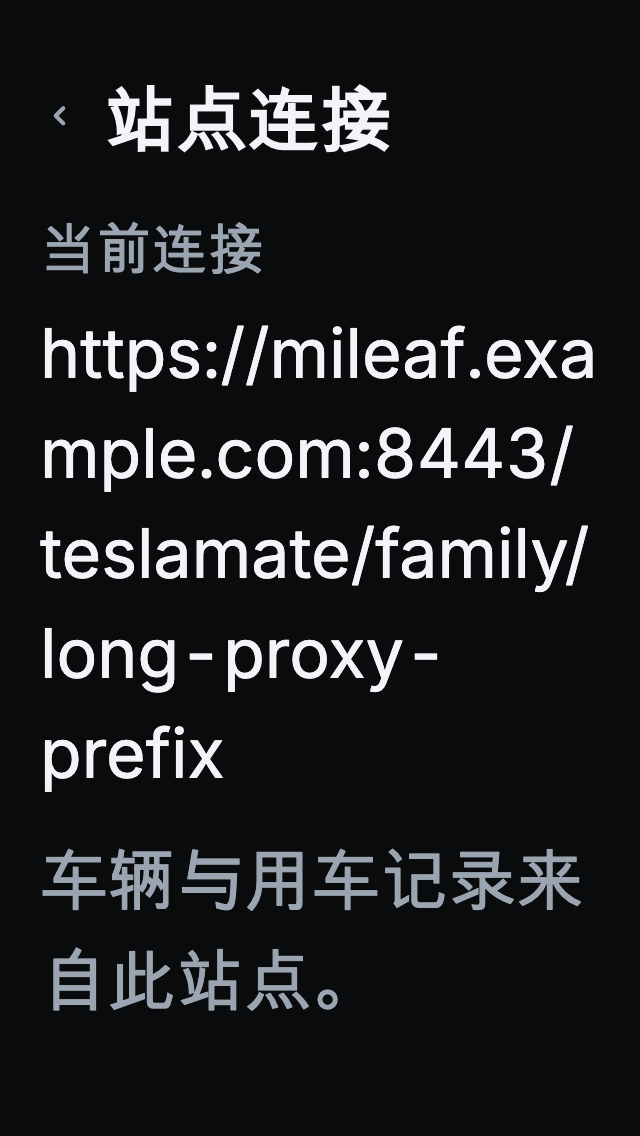 站点连接
当前连接
https://mileaf.exa
mple.com:8443/
teslamate/family/
long-proxy-
prefix
车辆与用车记录来
自此站点。